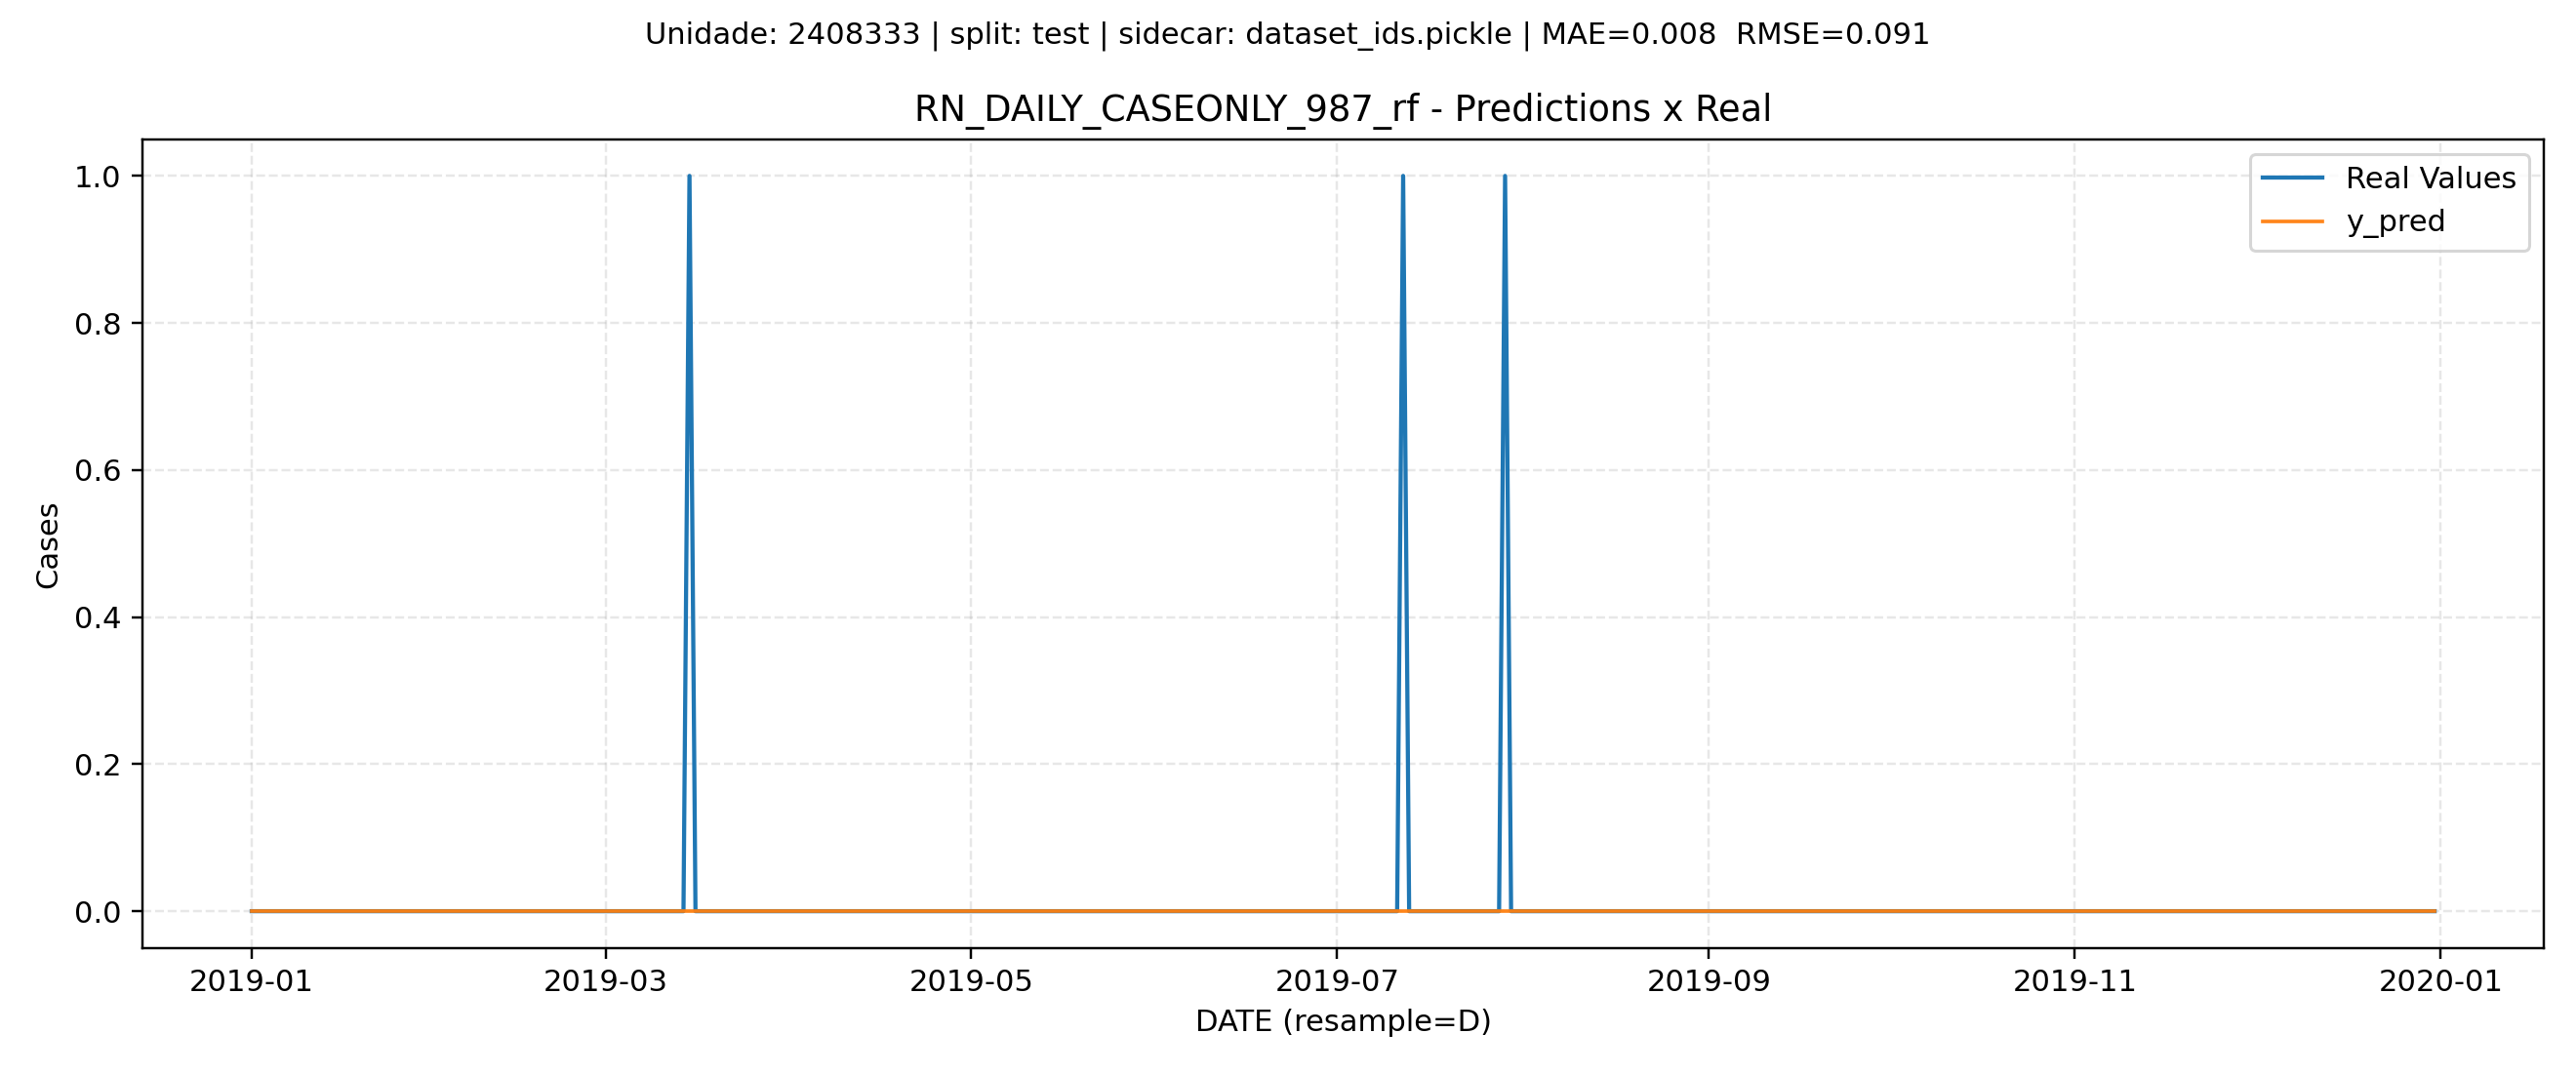 Unidade: 2408333 | split: test | sidecar: dataset_ids.pickle | MAE=0.008  RMSE=0.091
RN_DAILY_CASEONLY_987_rf - Predictions x Real
Real Values
y_pred
1.0
0.8
0.6
0.4
0.2
0.0
Cases
2019-01
2019-03
2019-05
2019-07
2019-09
2019-11
2020-01
DATE (resample=D)